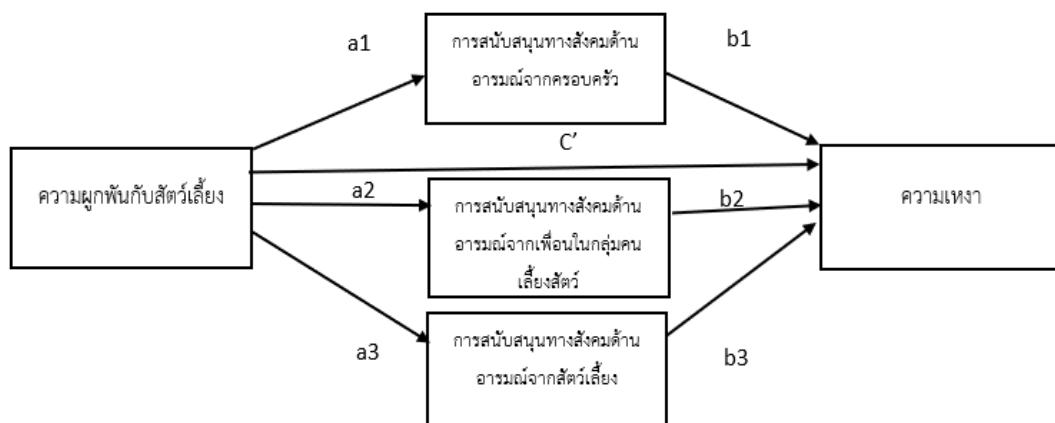 a1
การสนับสนุนทางสังคมด้าน
อารมณ์จากครอบครัว
b1
C’
ความผูกพันกับสัตว์เลี้ยง
a2
การสนับสนุนทางสังคมด้าน
อารมณ์จากเพื่อนในกลุ่มคน
เลี้ยงสัตว์
b2
ความเหงา
a3
การสนับสนุนทางสังคมด้าน
อารมณ์จากสัตว์เลี้ยง
b3